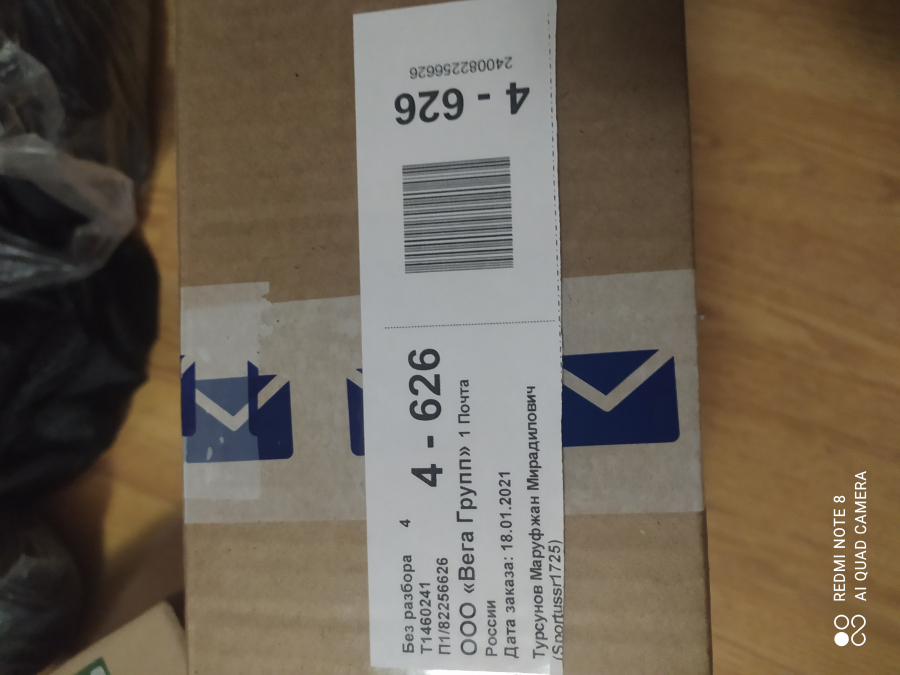 240082256626
4 - 626
4 - 626
Без разбора 4
Т1460241
П1/82256626
ООО «Вега Групп» 1 Почта
России
Дата заказа: 18.01.2021
Турсунов Маруфжан Мирадилович
(Sportussr1725)
REDMI NOTE 8
AI QUAD CAMERA